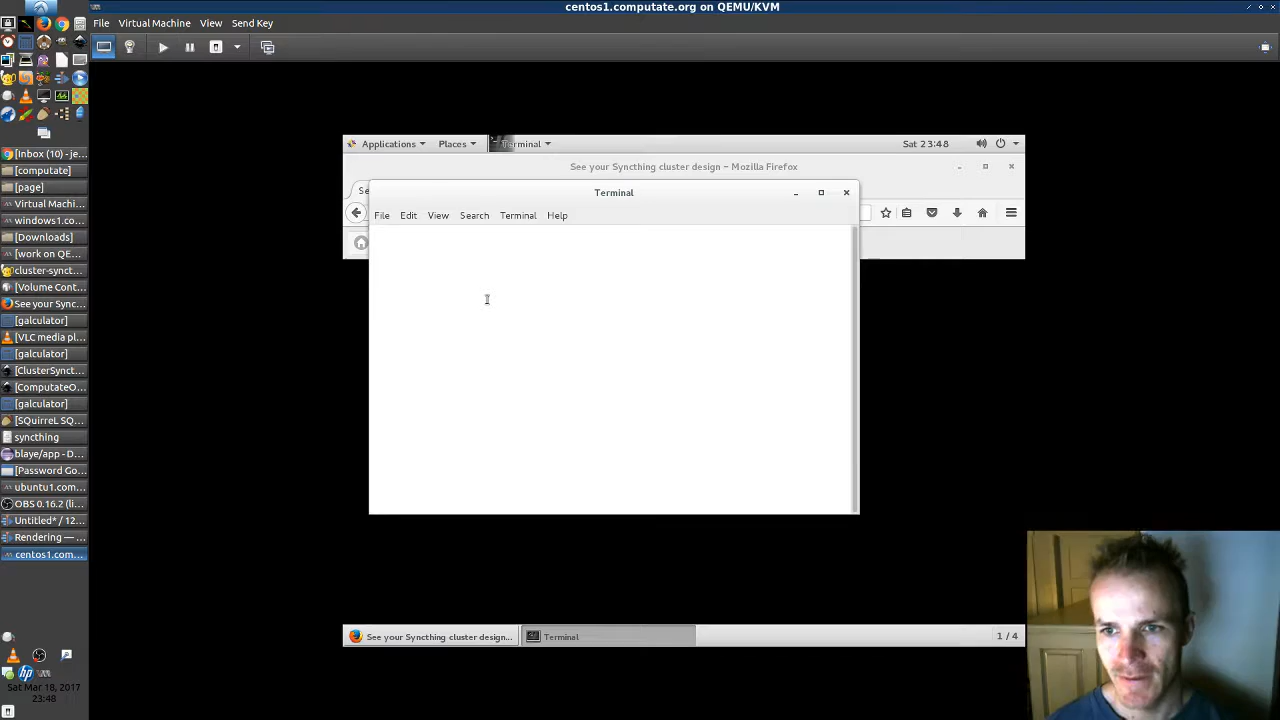 centos1.computate.org on QEMU/KVM
File Virtual Machine View Send Key
Applications Places Terminal Sat 23:48
See your Syncthing cluster design – Mozilla Firefox
Se
Terminal
File Edit View Search Terminal Help
[Inbox (10) - je...
[computate]
[page]
Virtual Machi...
windows1.co...
[Downloads]
[work on QE...
cluster-synct...
[Volume Cont...
See your Sync...
[galculator]
[VLC media pl...
[galculator]
[ClusterSynct...
[ComputateO...
[galculator]
[SQuirreL SQ...
syncthing
blaye/app - D...
[Password Go...
ubuntu1.com...
OBS 0.16.2 (li...
Untitled* / 12...
Rendering — ...
centos1.com...
See your Syncthing cluster design... Terminal 1 / 4
hp
Sat Mar 18, 2017
23:48